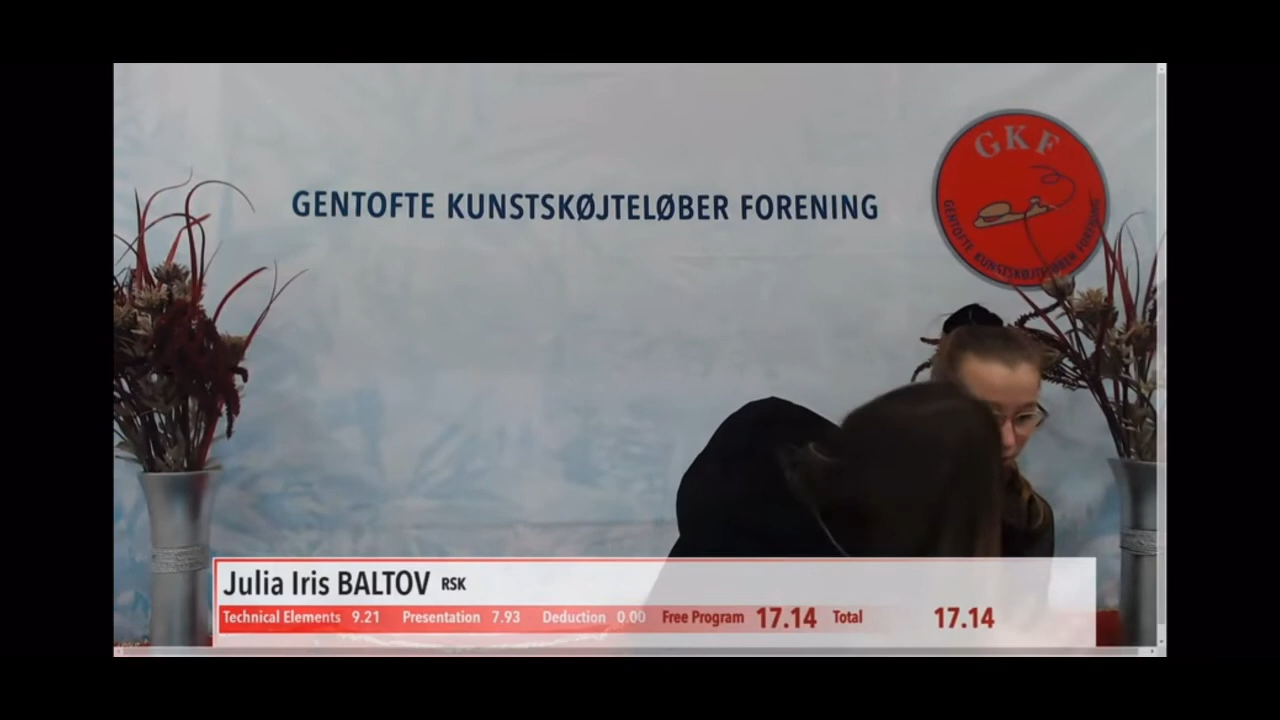 GKF
GENTOFTE KUNSTSKØJTELØBER FORENING
GENTOFTE KUNSTSKØJTELØBER FORENING
Julia Iris BALTOV RSK
Technical Elements 9.21 Presentation 7.93 Deduction 0.00 Free Program 17.14 Total 17.14